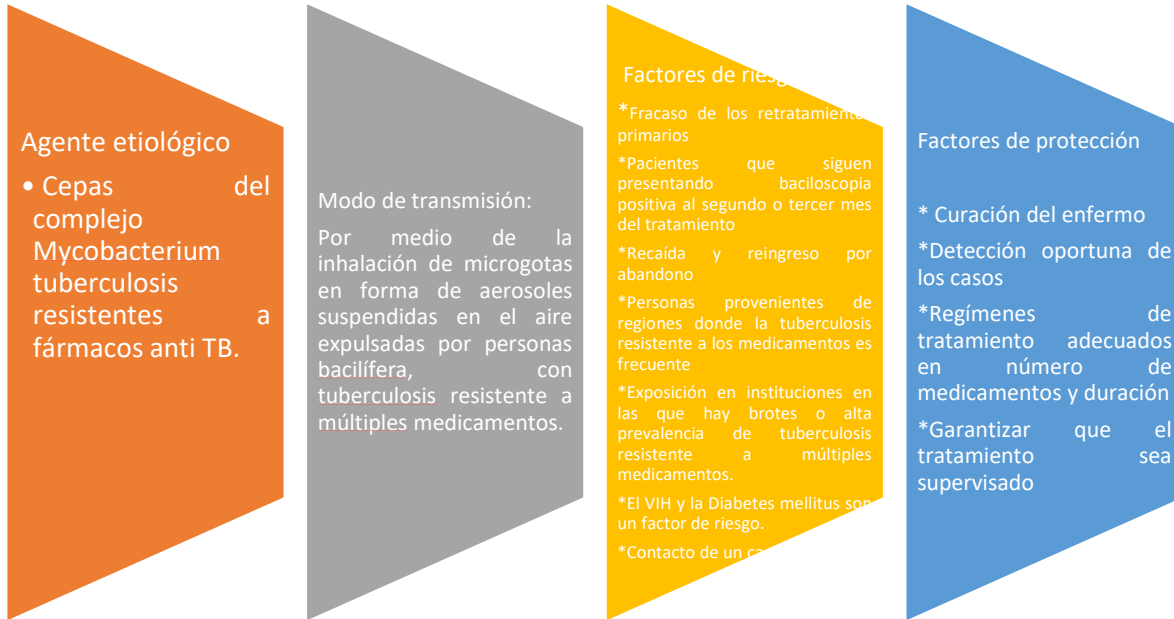 Agente etiológico
• Cepas del
complejo
Mycobacterium
tuberculosis
resistentes a
fármacos anti TB.
Modo de transmisión:
Por medio de la
inhalación de microgotas
en forma de aerosoles
suspendidas en el aire
expulsadas por personas
bacilífera, con
tuberculosis resistente a
múltiples medicamentos.
Factores de riesgo
*Fracaso de los retratamientos
primarios
*Pacientes que siguen
presentando baciloscopia
positiva al segundo o tercer mes
del tratamiento
*Recaída y reingreso por
abandono
*Personas provenientes de
regiones donde la tuberculosis
resistente a los medicamentos es
frecuente
*Exposición en instituciones en
las que hay brotes o alta
prevalencia de tuberculosis
resistente a múltiples
medicamentos.
*El VIH y la Diabetes mellitus son
un factor de riesgo.
*Contacto de un
Factores de protección
* Curación del enfermo
*Detección oportuna de
los casos
*Regímenes de
tratamiento adecuados
en número de
medicamentos y duración
*Garantizar que el
tratamiento sea
supervisado